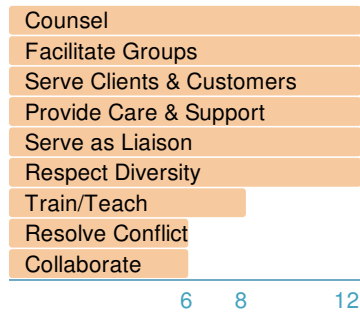 Counsel
Facilitate Groups
Serve Clients & Customers
Provide Care & Support
Serve as Liaison
Respect Diversity
Train/Teach
Resolve Conflict
Collaborate
6 8 12